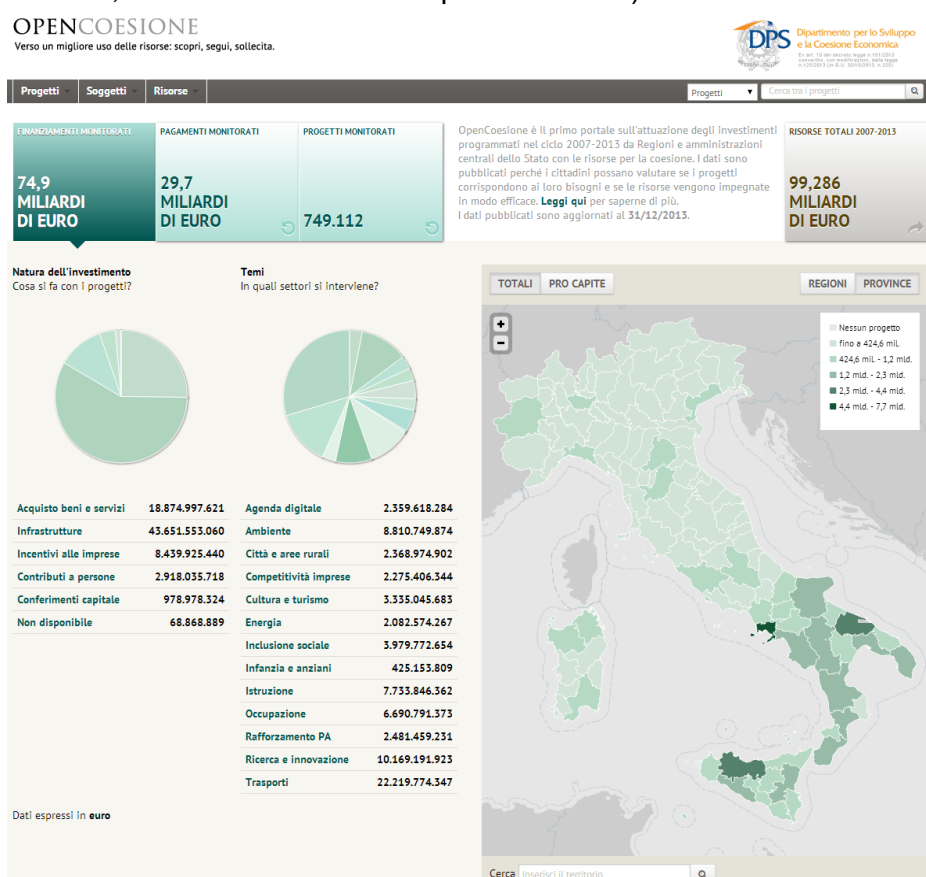 OPENCOESIONE
Verso un migliore uso delle risorse: scopri, segui, sollecita.
DPS
Dipartimento per lo Sviluppo
e la Coesione Economica
Progetti
Soggetti
Risorse
Progetti
Cerca tra i progetti
FINANZIAMENTI MONITORATI
74,9
MILIARDI
DI EURO
PAGAMENTI MONITORATI
29,7
MILIARDI
DI EURO
PROGETTI MONITORATI
749.112
OpenCoesione è il primo portale sull'attuazione degli investimenti
programmati nel ciclo 2007-2013 da Regioni e amministrazioni
centrali dello Stato con le risorse per la coesione. I dati sono
pubblicati perché i cittadini possano valutare se i progetti
corrispondono ai loro bisogni e se le risorse vengono impegnate
in modo efficace. Leggi qui per saperne di più.
I dati pubblicati sono aggiornati al 31/12/2013.
RISORSE TOTALI 2007-2013
99,286
MILIARDI
DI EURO
Natura dell'investimento
Cosa si fa con i progetti?
Acquisto beni e servizi 18.874.997.621
Infrastrutture 43.651.553.060
Incentivi alle imprese 8.439.925.440
Contributi a persone 2.918.035.718
Conferimenti capitale 978.978.324
Non disponibile 68.868.889
Temi
In quali settori si interviene?
Agenda digitale 2.359.618.284
Ambiente 8.810.749.874
Città e aree rurali 2.368.974.902
Competitività imprese 2.275.406.344
Cultura e turismo 3.335.045.683
Energia 2.082.574.267
Inclusione sociale 3.979.772.654
Infanzia e anziani 425.153.809
Istruzione 7.733.846.362
Occupazione 6.690.791.373
Rafforzamento PA 2.481.459.231
Ricerca e innovazione 10.169.191.923
Trasporti 22.219.774.347
Dati espressi in euro
TOTALI
PRO CAPITE
REGIONI
PROVINCE
+
−
Nessun progetto
fino a 424,6 mil.
424,6 mil. - 1,2 mld.
1,2 mld. - 2,3 mld.
2,3 mld. - 4,4 mld.
4,4 mld. - 7,7 mld.
Cerca
Inserisci il territorio